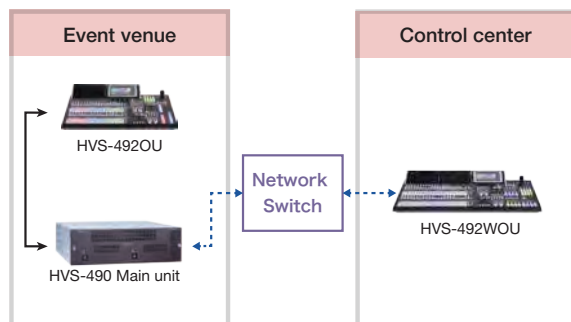 Event venue
Control center
HVS-492OU
Network
Switch
HVS-492WOU
HVS-490 Main unit